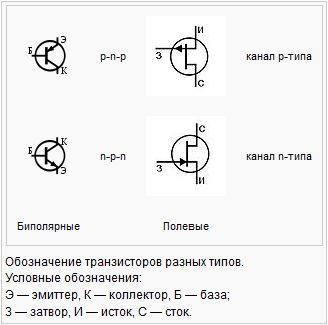 Э
Б
К
p-n-p
И
З
С
канал p-типа
К
Б
Э
n-p-n
С
З
И
канал n-типа
Биполярные
Полевые
Обозначение транзисторов разных типов.
Условные обозначения:
Э — эмиттер, К — коллектор, Б — база;
З — затвор, И — исток, С — сток.